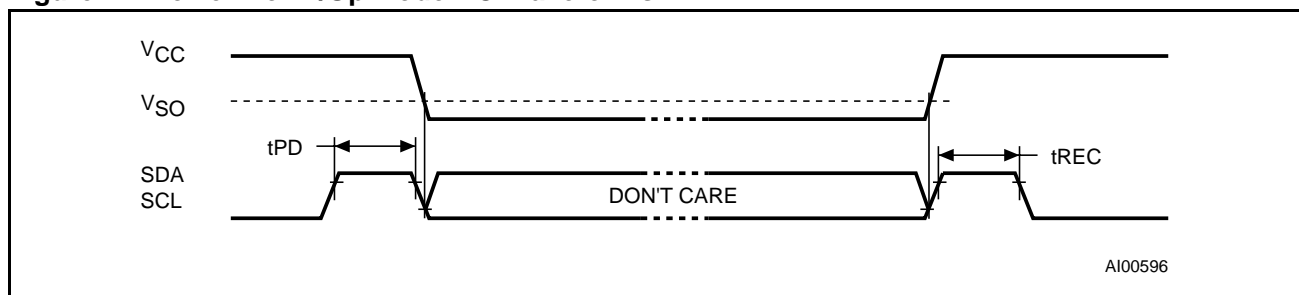 VCC
VSO
tPD
tREC
SDA
SCL
DON'T CARE
AI00596